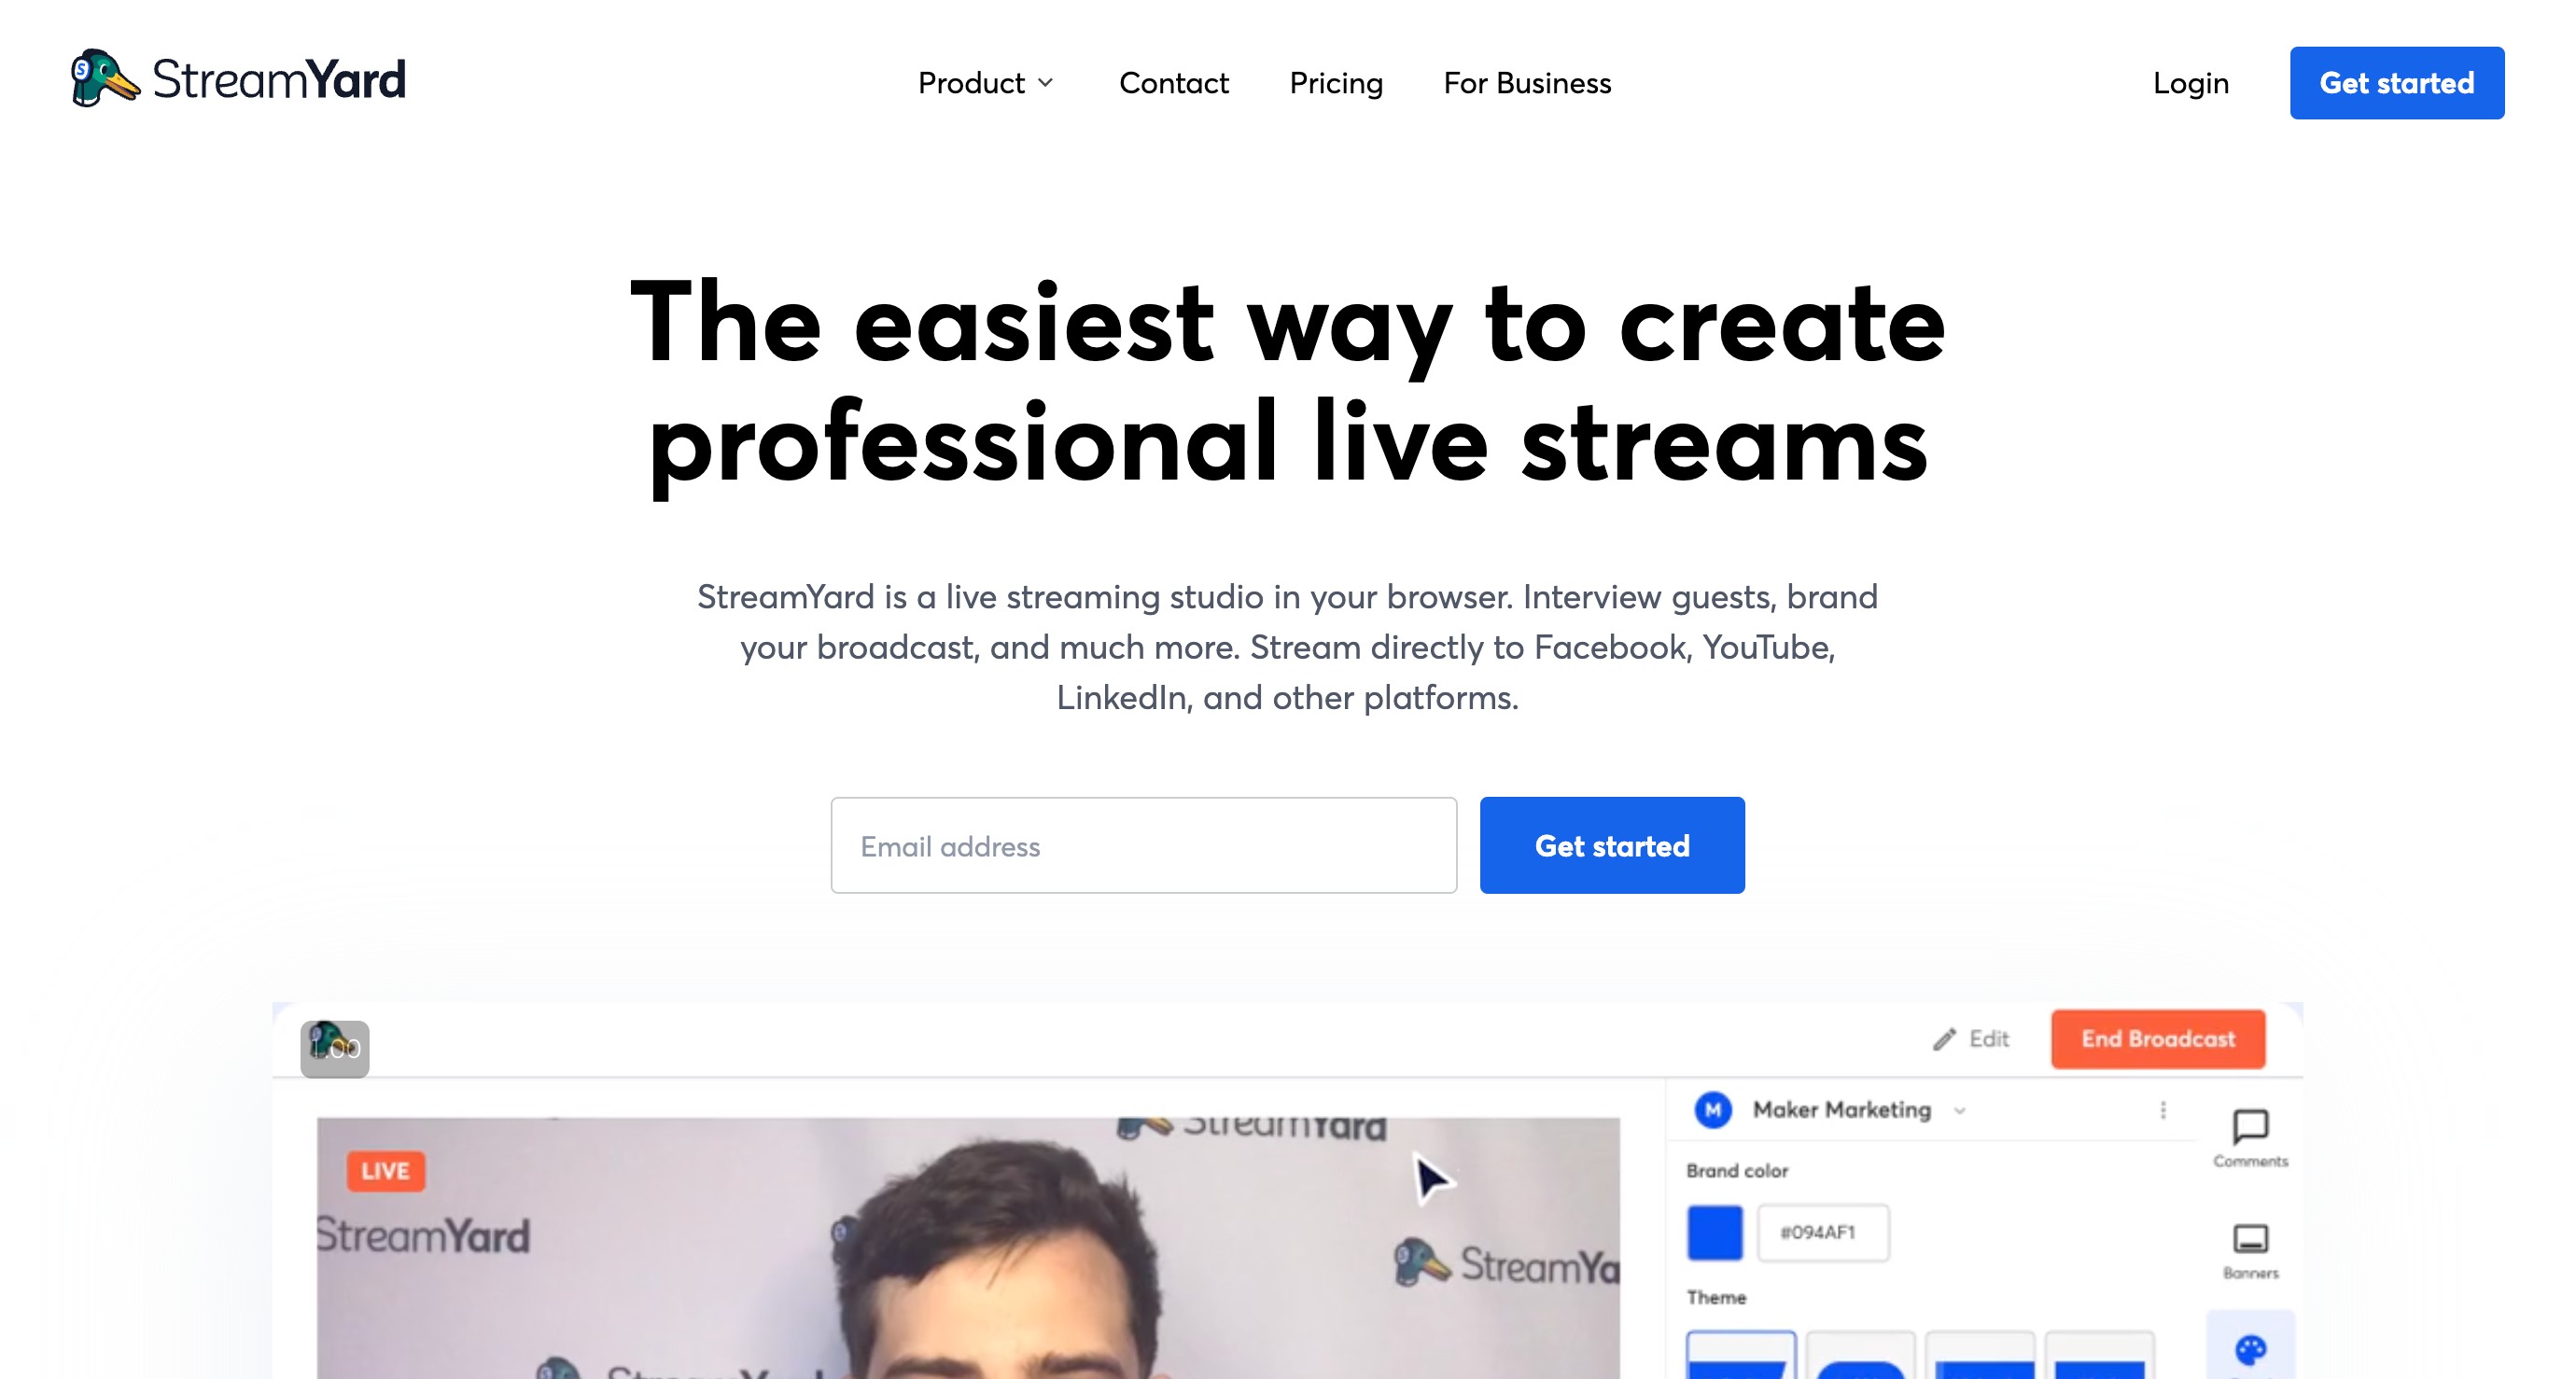 StreamYard
Product
Contact
Pricing
For Business
Login
Get started
The easiest way to create
professional live streams
StreamYard is a live streaming studio in your browser. Interview guests, brand
your broadcast, and much more. Stream directly to Facebook, YouTube,
LinkedIn, and other platforms.
Email address
Get started
1.00
Edit
End Broadcast
LIVE
StreamYard
StreamYard
StreamYa
StreamYard
M
Maker Marketing
Brand color
#094AF1
Theme
Comments
Banners